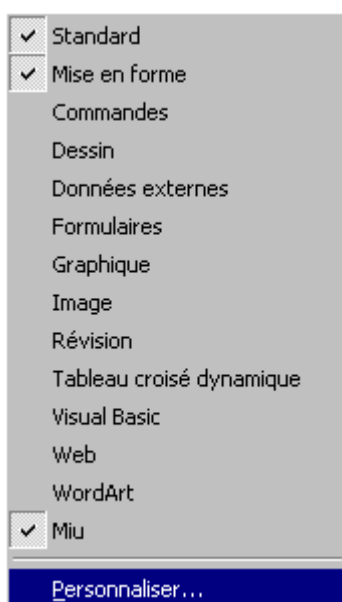 Standard
Mise en forme
Commandes
Dessin
Données externes
Formulaires
Graphique
Image
Révision
Tableau croisé dynamique
Visual Basic
Web
WordArt
Miu
Personnaliser...